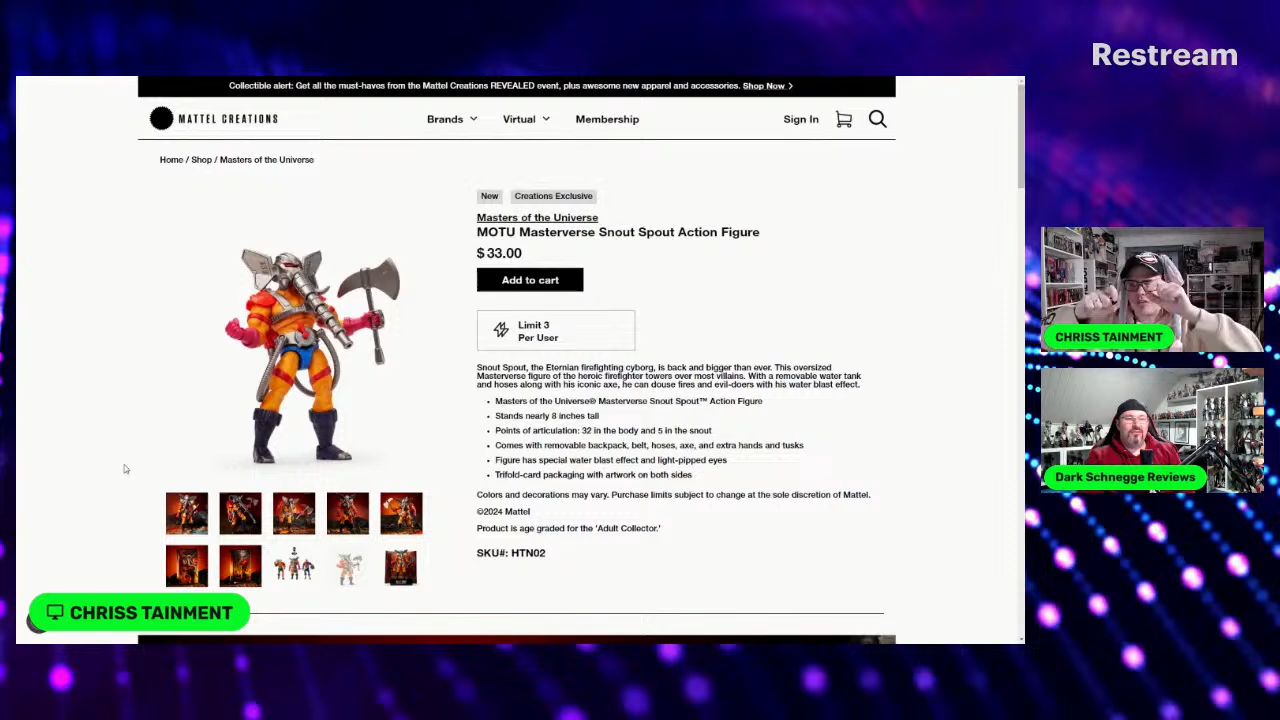 Restream
Collectible alert: Get all the must-haves from the Mattel Creations REVEALED event, plus awesome new apparel and accessories. Shop Now >
MATTEL CREATIONS
Brands
Virtual
Membership
Sign In
Home / Shop / Masters of the Universe
New
Creations Exclusive
Masters of the Universe
MOTU Masterverse Snout Spout Action Figure
$33.00
Add to cart
Limit 3
Per User
Snout Spout, the Eternian firefighting cyborg, is back and bigger than ever. This oversized
Masterverse figure of the heroic firefighter towers over most villains. With a removable water tank
and hoses along with his iconic axe, he can douse fires and evil-doers with his water blast effect.
• Masters of the Universe® Masterverse Snout Spout™ Action Figure
• Stands nearly 8 inches tall
• Points of articulation: 32 in the body and 5 in the snout
• Comes with removable backpack, belt, hoses, axe, and extra hands and tusks
• Figure has special water blast effect and light-pipped eyes
• Trifold-card packaging with artwork on both sides
Colors and decorations may vary. Purchase limits subject to change at the sole discretion of Mattel.
©2024 Mattel
Product is age graded for the 'Adult Collector.'
SKU#: HTN02
CHRISS TAINMENT
CHRISS TAINMENT
Dark Schnegge Reviews